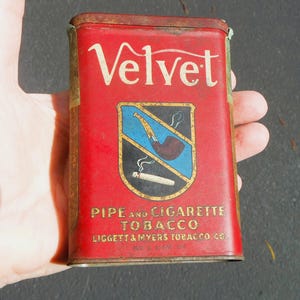 Velvet
PIPE AND CIGARETTE
TOBACCO
LIGGETT & MYERS TOBACCO CO.